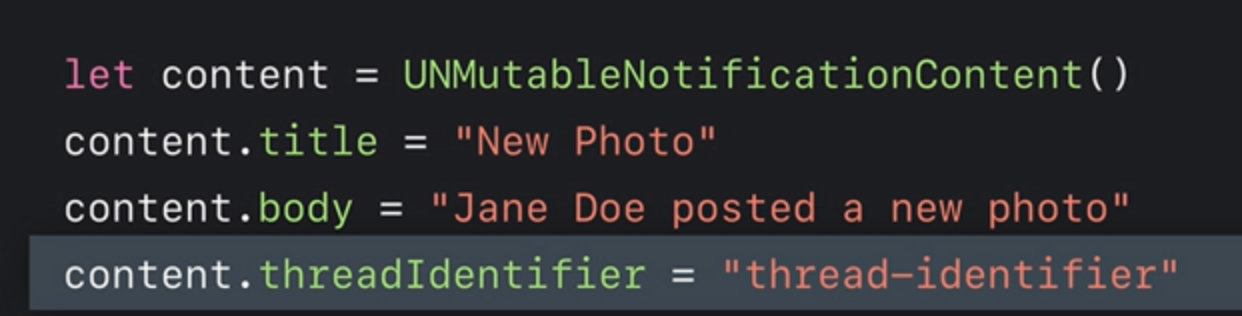 let content = UNMutableNotificationContent()
content.title = "New Photo"
content.body = "Jane Doe posted a new photo"
content.threadIdentifier = "thread-identifier"